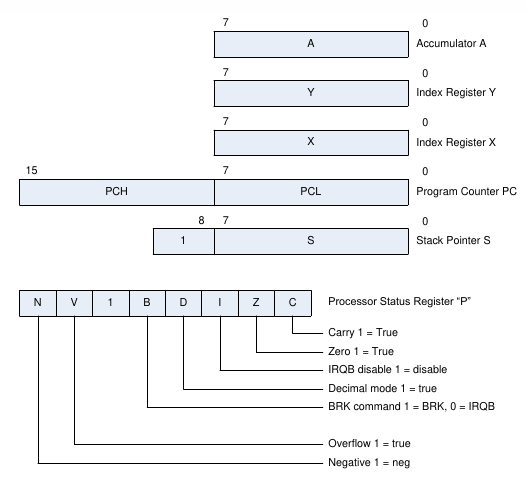 7 0
A Accumulator A
7 0
Y Index Register Y
7 0
X Index Register X
15 7 0
PCH PCL Program Counter PC
8 7 0
1 S Stack Pointer S
N V 1 B D I Z C Processor Status Register “P”
Carry 1 = True
Zero 1 = True
IRQB disable 1 = disable
Decimal mode 1 = true
BRK command 1 = BRK, 0 = IRQB
Overflow 1 = true
Negative 1 = neg